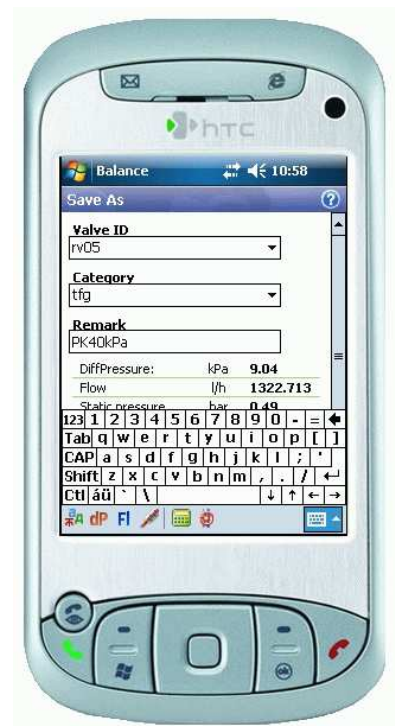 htc
Balance 10:58
Save As ?
Valve ID
rv05
Category
tfg
Remark
PK40kPa
DiffPressure: kPa 9.04
Flow l/h 1322.713
Static pressure bar 0.49
123 1 2 3 4 5 6 7 8 9 0 - =
Tab q w e r t y u i o p [ ]
CAP a s d f g h j k l ; '
Shift z x c v b n m , . /
Ctl áü ` \ ↓ ↑ ← →
dP Fl
ok